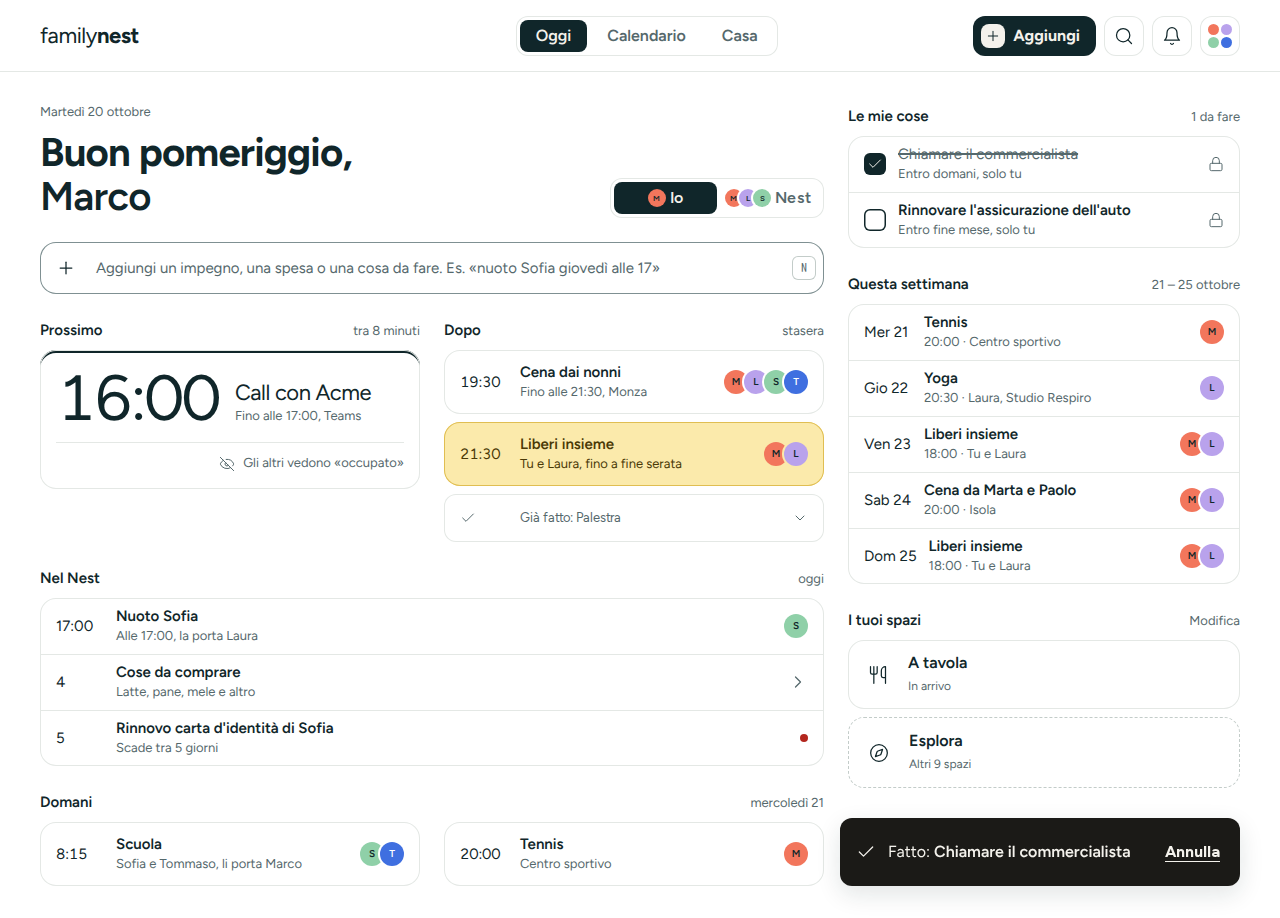 familynest
Oggi
Calendario
Casa
Aggiungi
Martedì 20 ottobre
Buon pomeriggio,
Marco
M Io
M L S Nest
Aggiungi un impegno, una spesa o una cosa da fare. Es. «nuoto Sofia giovedì alle 17»
N
Prossimo
tra 8 minuti
16:00
Call con Acme
Fino alle 17:00, Teams
Gli altri vedono «occupato»
Dopo
stasera
19:30
Cena dai nonni
Fino alle 21:30, Monza
M L S T
21:30
Liberi insieme
Tu e Laura, fino a fine serata
M L
Già fatto: Palestra
Nel Nest
oggi
17:00
Nuoto Sofia
Alle 17:00, la porta Laura
S
4
Cose da comprare
Latte, pane, mele e altro
5
Rinnovo carta d'identità di Sofia
Scade tra 5 giorni
Domani
mercoledì 21
8:15
Scuola
Sofia e Tommaso, li porta Marco
S T
20:00
Tennis
Centro sportivo
M
Le mie cose
1 da fare
Chiamare il commercialista
Entro domani, solo tu
Rinnovare l'assicurazione dell'auto
Entro fine mese, solo tu
Questa settimana
21 – 25 ottobre
Mer 21
Tennis
20:00 · Centro sportivo
M
Gio 22
Yoga
20:30 · Laura, Studio Respiro
L
Ven 23
Liberi insieme
18:00 · Tu e Laura
M L
Sab 24
Cena da Marta e Paolo
20:00 · Isola
M L
Dom 25
Liberi insieme
18:00 · Tu e Laura
M L
I tuoi spazi
Modifica
A tavola
In arrivo
Esplora
Altri 9 spazi
Fatto: Chiamare il commercialista
Annulla